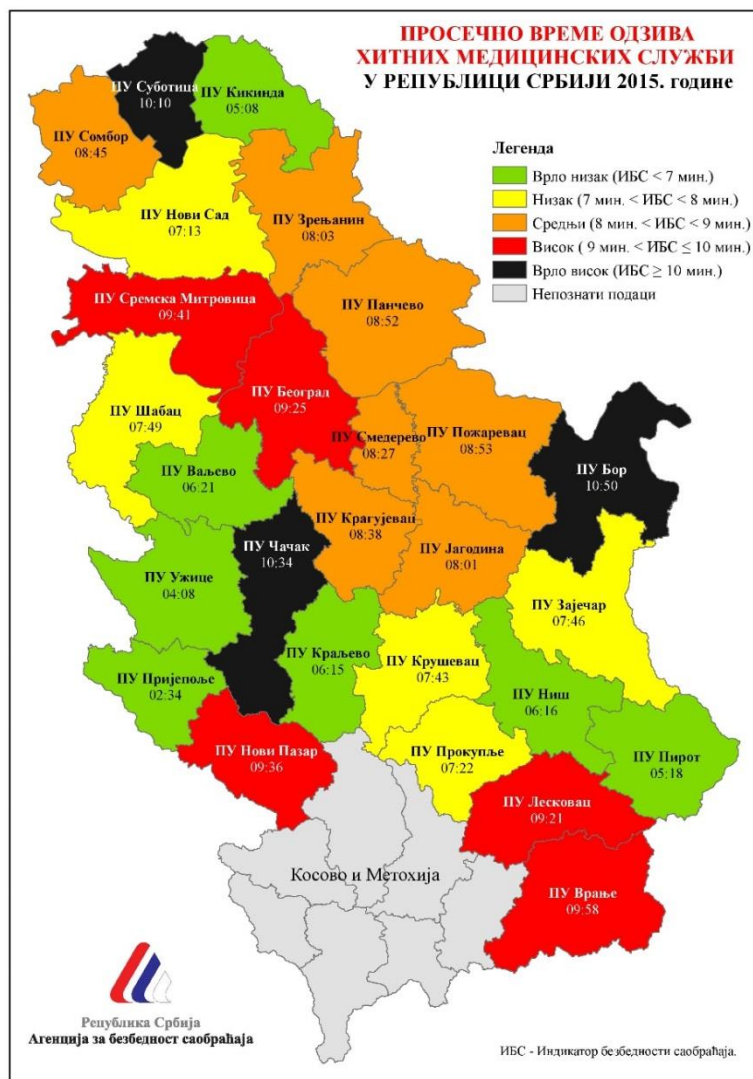 ПРОСЕЧНО ВРЕМЕ ОДЗИВА
ХИТНИХ МЕДИЦИНСКИХ СЛУЖБИ
У РЕПУБЛИЦИ СРБИЈИ 2015. године
ПУ Суботица
10:10
ПУ Кикинда
05:08
ПУ Сомбор
08:45
Легенда
Врло низак (ИБС < 7 мин.)
Низак (7 мин. < ИБС < 8 мин.)
Средњи (8 мин. < ИБС < 9 мин.)
Висок ( 9 мин. < ИБС ≤ 10 мин.)
Врло висок (ИБС ≥ 10 мин.)
Непознати подаци
ПУ Нови Сад
07:13
ПУ Зрењанин
08:03
ПУ Сремска Митровица
09:41
ПУ Панчево
08:52
ПУ Београд
09:25
ПУ Шабац
07:49
ПУ Смедерево
08:27
ПУ Пожаревац
08:53
ПУ Ваљево
06:21
ПУ Бор
10:50
ПУ Крагујевац
08:38
ПУ Чачак
10:34
ПУ Јагодина
08:01
ПУ Ужице
04:08
ПУ Зајечар
07:46
ПУ Краљево
06:15
ПУ Крушевац
07:43
ПУ Пријепоље
02:34
ПУ Ниш
06:16
ПУ Нови Пазар
09:36
ПУ Прокупље
07:22
ПУ Пирот
05:18
ПУ Лесковац
09:21
Косово и Метохија
ПУ Врање
09:58
Република Србија
Агенција за безбедност саобраћаја
ИБС - Индикатор безбедности саобраћаја.